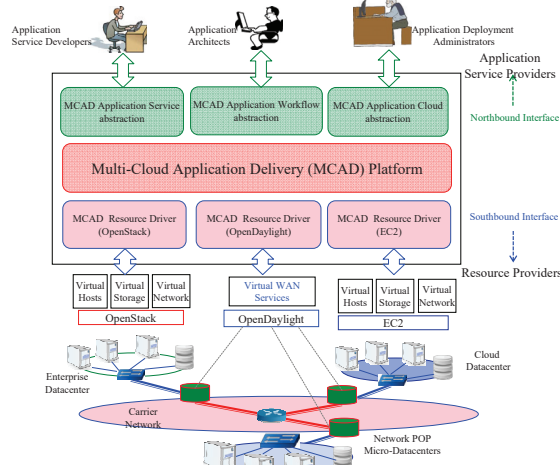 Application
Service Developers
Application
Architects
Application Deployment
Administrators
Application
Service Providers
MCAD Application Service
abstraction
MCAD Application Workflow
abstraction
MCAD Application Cloud
abstraction
Northbound Interface
Multi-Cloud Application Delivery (MCAD) Platform
MCAD Resource Driver
(OpenStack)
MCAD Resource Driver
(OpenDaylight)
MCAD Resource Driver
(EC2)
Southbound Interface
Resource Providers
Virtual
Hosts
Virtual
Storage
Virtual
Network
Virtual WAN
Services
Virtual
Hosts
Virtual
Storage
Virtual
Network
OpenStack
OpenDaylight
EC2
Enterprise
Datacenter
Cloud
Datacenter
Carrier
Network
Network POP
Micro-Datacenters